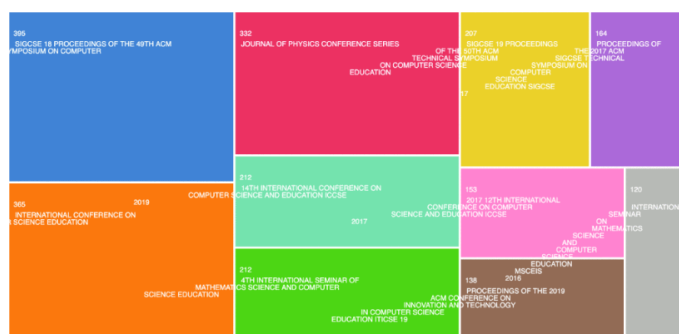 395
SIGCSE 18 PROCEEDINGS OF THE 49TH ACM
SYMPOSIUM ON COMPUTER
332
JOURNAL OF PHYSICS CONFERENCE SERIES
207
SIGCSE 19 PROCEEDINGS
OF THE 50TH ACM
TECHNICAL SYMPOSIUM
ON COMPUTER SCIENCE
EDUCATION
164
PROCEEDINGS OF
THE 2017 ACM
SIGCSE TECHNICAL
SYMPOSIUM ON
COMPUTER
SCIENCE
EDUCATION SIGCSE
17
365
INTERNATIONAL CONFERENCE ON
R SCIENCE EDUCATION
212
14TH INTERNATIONAL CONFERENCE ON
COMPUTER SCIENCE AND EDUCATION ICCSE
2019
153
2017 12TH INTERNATIONAL
CONFERENCE ON COMPUTER
SCIENCE AND EDUCATION ICCSE
2017
120
INTERNATION
SEMINAR
ON
MATHEMATICS
SCIENCE
AND
COMPUTER
SCIENCE
EDUCATION
MSCEIS
2016
212
4TH INTERNATIONAL SEMINAR OF
MATHEMATICS SCIENCE AND COMPUTER
SCIENCE EDUCATION
138
PROCEEDINGS OF THE 2019
ACM CONFERENCE ON
INNOVATION AND TECHNOLOGY
IN COMPUTER SCIENCE
EDUCATION ITICSE 19